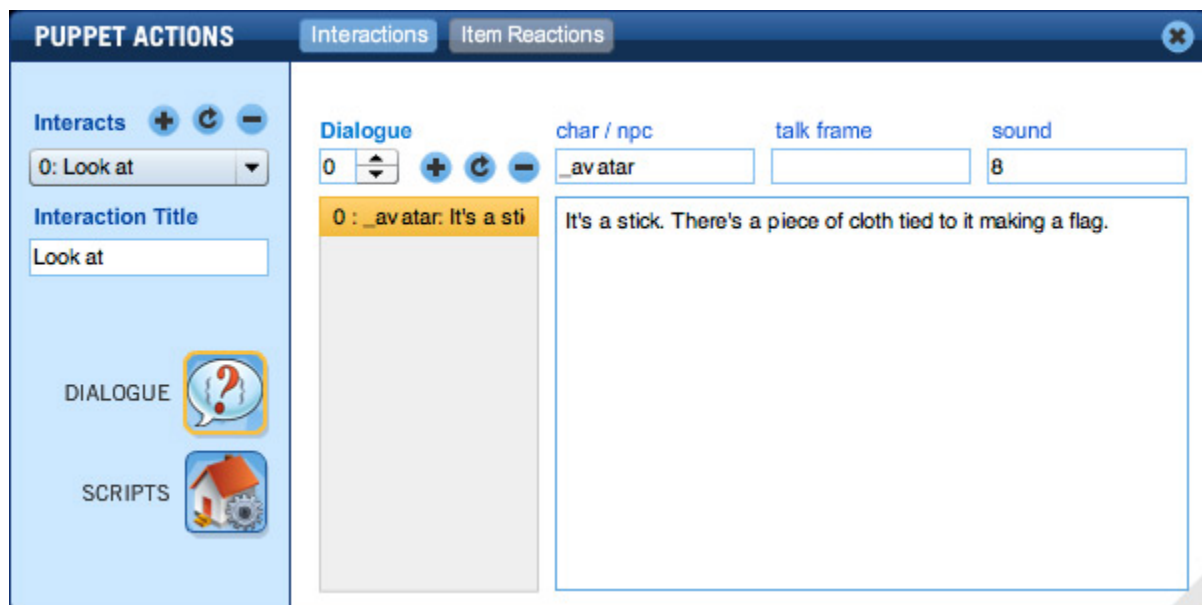 PUPPET ACTIONS
Interactions
Item Reactions
Interacts
0: Look at
Interaction Title
Look at
DIALOGUE
SCRIPTS
Dialogue
0
char / npc
_avatar
talk frame
sound
8
0 : _avatar: It's a sti
It's a stick. There's a piece of cloth tied to it making a flag.